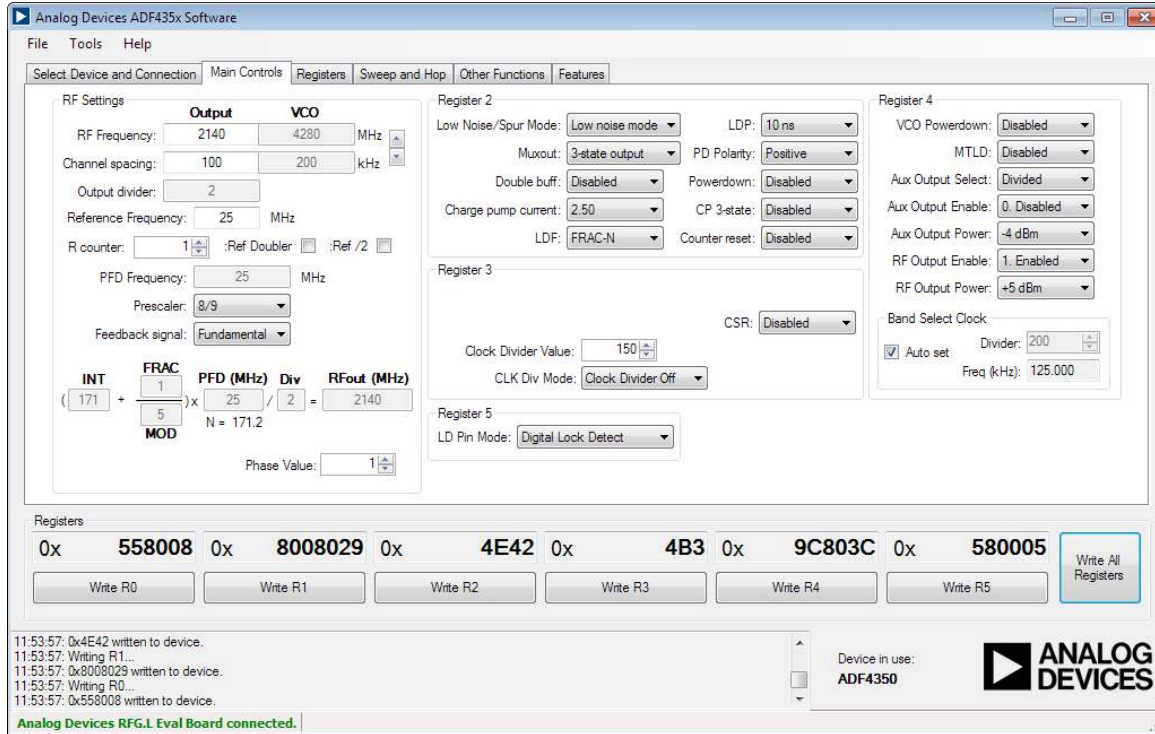 Analog Devices ADF435x Software
File Tools Help
Select Device and Connection Main Controls Registers Sweep and Hop Other Functions Features
RF Settings
Output VCO
RF Frequency: 2140 4280 MHz
Channel spacing: 100 200 kHz
Output divider: 2
Reference Frequency: 25 MHz
R counter: 1 :Ref Doubler :Ref /2
PFD Frequency: 25 MHz
Prescaler: 8/9
Feedback signal: Fundamental
INT FRAC PFD (MHz) Div RFout (MHz)
( 171 + 1 / 5 )x 25 / 2 = 2140
MOD N = 171.2
Phase Value: 1
Register 2
Low Noise/Spur Mode: Low noise mode LDP: 10 ns
Muxout: 3-state output PD Polarity: Positive
Double buff: Disabled Powerdown: Disabled
Charge pump current: 2.50 CP 3-state: Disabled
LDF: FRAC-N Counter reset: Disabled
Register 3
CSR: Disabled
Clock Divider Value: 150
CLK Div Mode: Clock Divider Off
Register 5
LD Pin Mode: Digital Lock Detect
Register 4
VCO Powerdown: Disabled
MTLD: Disabled
Aux Output Select: Divided
Aux Output Enable: 0. Disabled
Aux Output Power: -4 dBm
RF Output Enable: 1. Enabled
RF Output Power: +5 dBm
Band Select Clock
Auto set Divider: 200
Freq (kHz): 125.000
Registers
0x 558008 0x 8008029 0x 4E42 0x 4B3 0x 9C803C 0x 580005
Write R0 Write R1 Write R2 Write R3 Write R4 Write R5 Write All Registers
11:53:57: 0x4E42 written to device.
11:53:57: Writing R1...
11:53:57: 0x8008029 written to device.
11:53:57: Writing R0...
11:53:57: 0x558008 written to device.
Device in use:
ADF4350
ANALOG
DEVICES
Analog Devices RFG.L Eval Board connected.